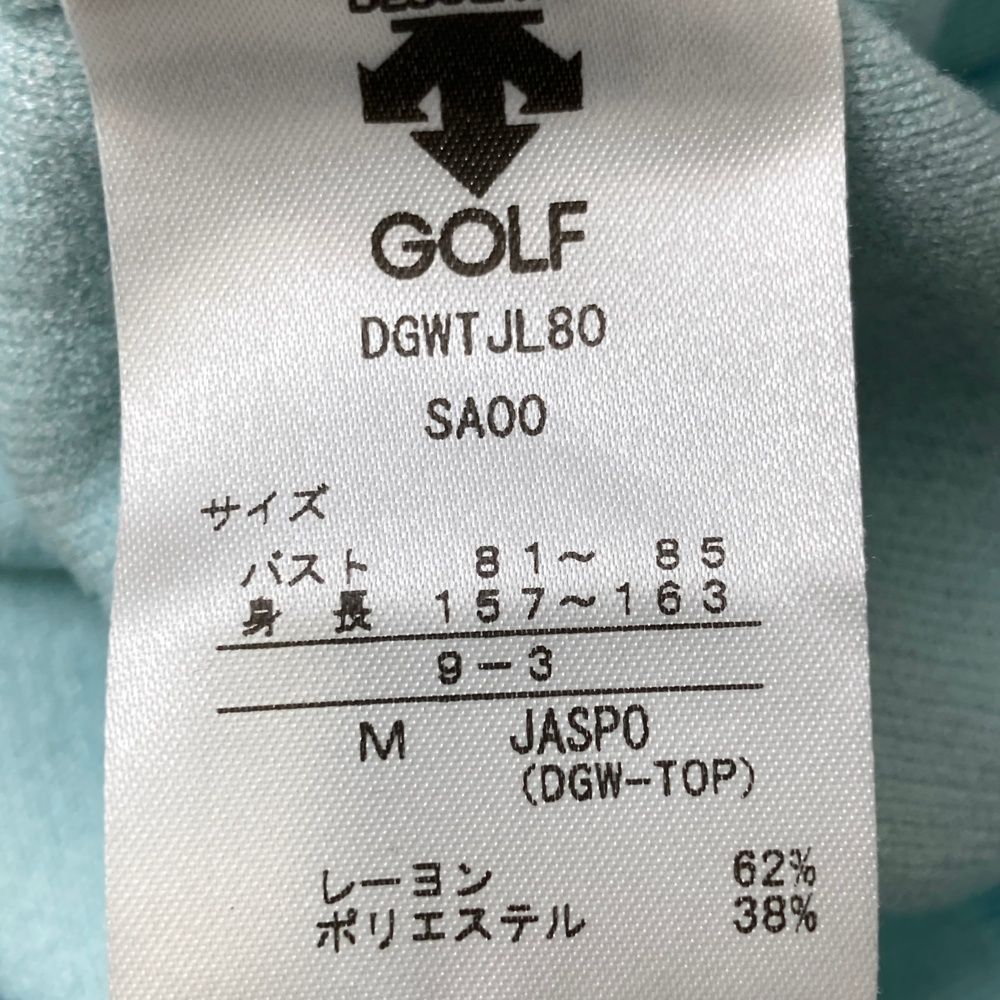 GOLF
DGWTJL80
SA00
サイズ
バスト 81～ 85
身 長 157～163
9-3
M JASPO
(DGW-TOP)
レーヨン 62%
ポリエステル 38%